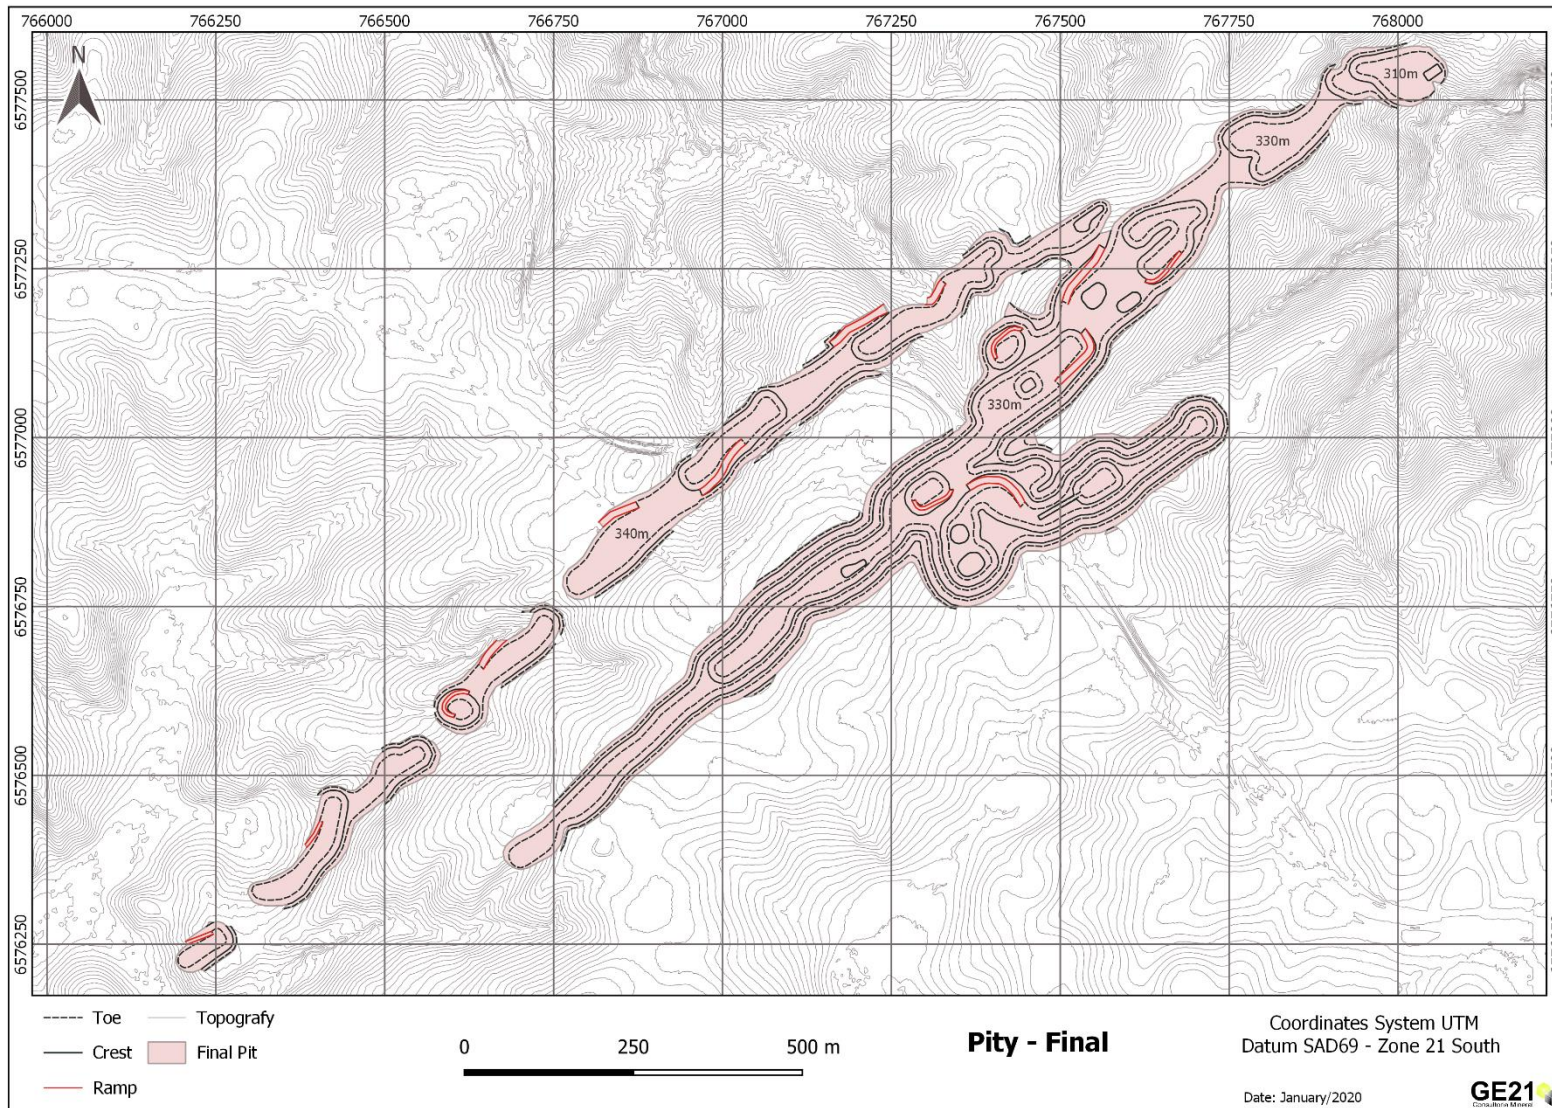 766000 766250 766500 766750 767000 767250 767500 767750 768000
N
6577500
6577250
6577000
6576750
6576500
6576250
310m
330m
330m
340m
Toe
Topografy
Crest
Final Pit
Ramp
0 250 500 m
Pity - Final
Coordinates System UTM
Datum SAD69 - Zone 21 South
Date: January/2020
GE21
Consultoria Mineral